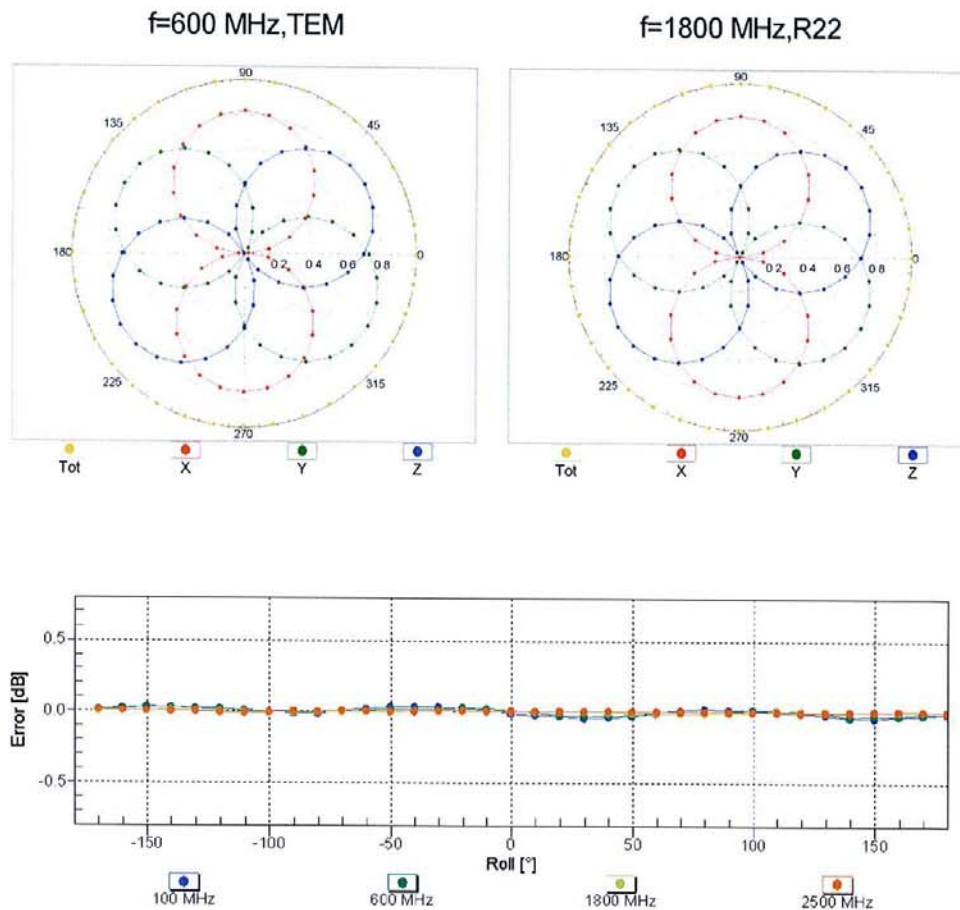 f=600 MHz,TEM
f=1800 MHz,R22
90
135
45
180
0.2 0.4 0.6 0.8
0
225
315
270
Tot X Y Z
90
135
45
180
0.2 0.4 0.6 0.8
0
225
315
270
Tot X Y Z
Error [dB]
0.5
0.0
-0.5
-150 -100 -50 0 50 100 150
Roll [°]
100 MHz 600 MHz 1800 MHz 2500 MHz